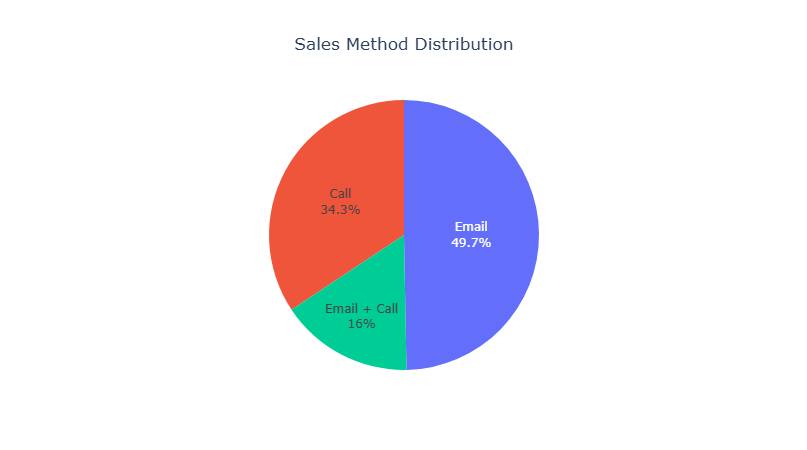 Sales Method Distribution
Call
34.3%
Email
49.7%
Email + Call
16%